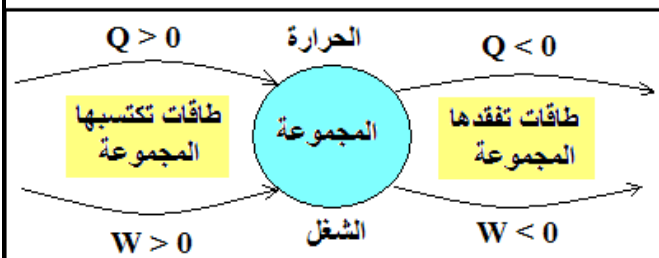 Q > 0
الحرارة
Q < 0
طاقات تكتسبها
المجموعة
المجموعة
طاقات تفقدها
المجموعة
W > 0
الشغل
W < 0